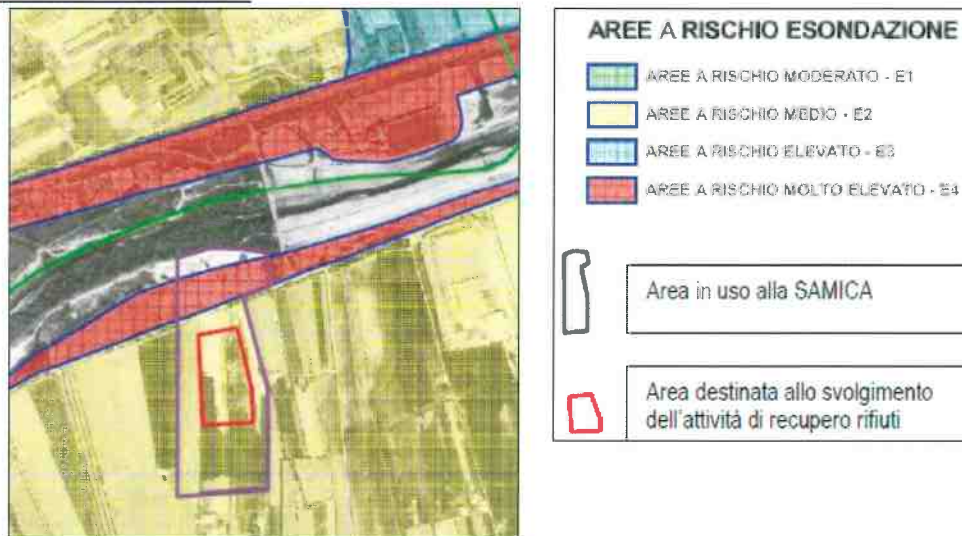 AREE A RISCHIO ESONDAZIONE
AREE A RISCHIO MODERATO - E1
AREE A RISCHIO MEDIO - E2
AREE A RISCHIO ELEVATO - E3
AREE A RISCHIO MOLTO ELEVATO - E4
Area in uso alla SAMICA
Area destinata allo svolgimento
dell'attività di recupero rifiuti